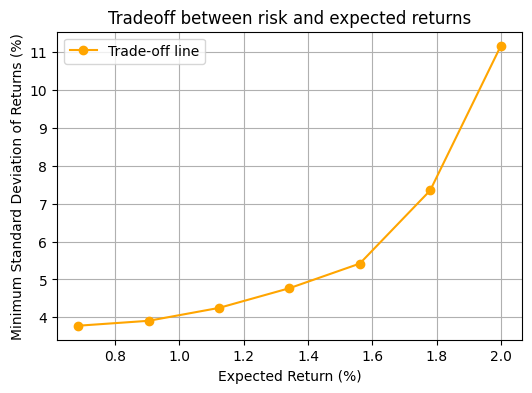 Tradeoff between risk and expected returns
Trade-off line
Minimum Standard Deviation of Returns (%)
11
10
9
8
7
6
5
4
0.8 1.0 1.2 1.4 1.6 1.8 2.0
Expected Return (%)